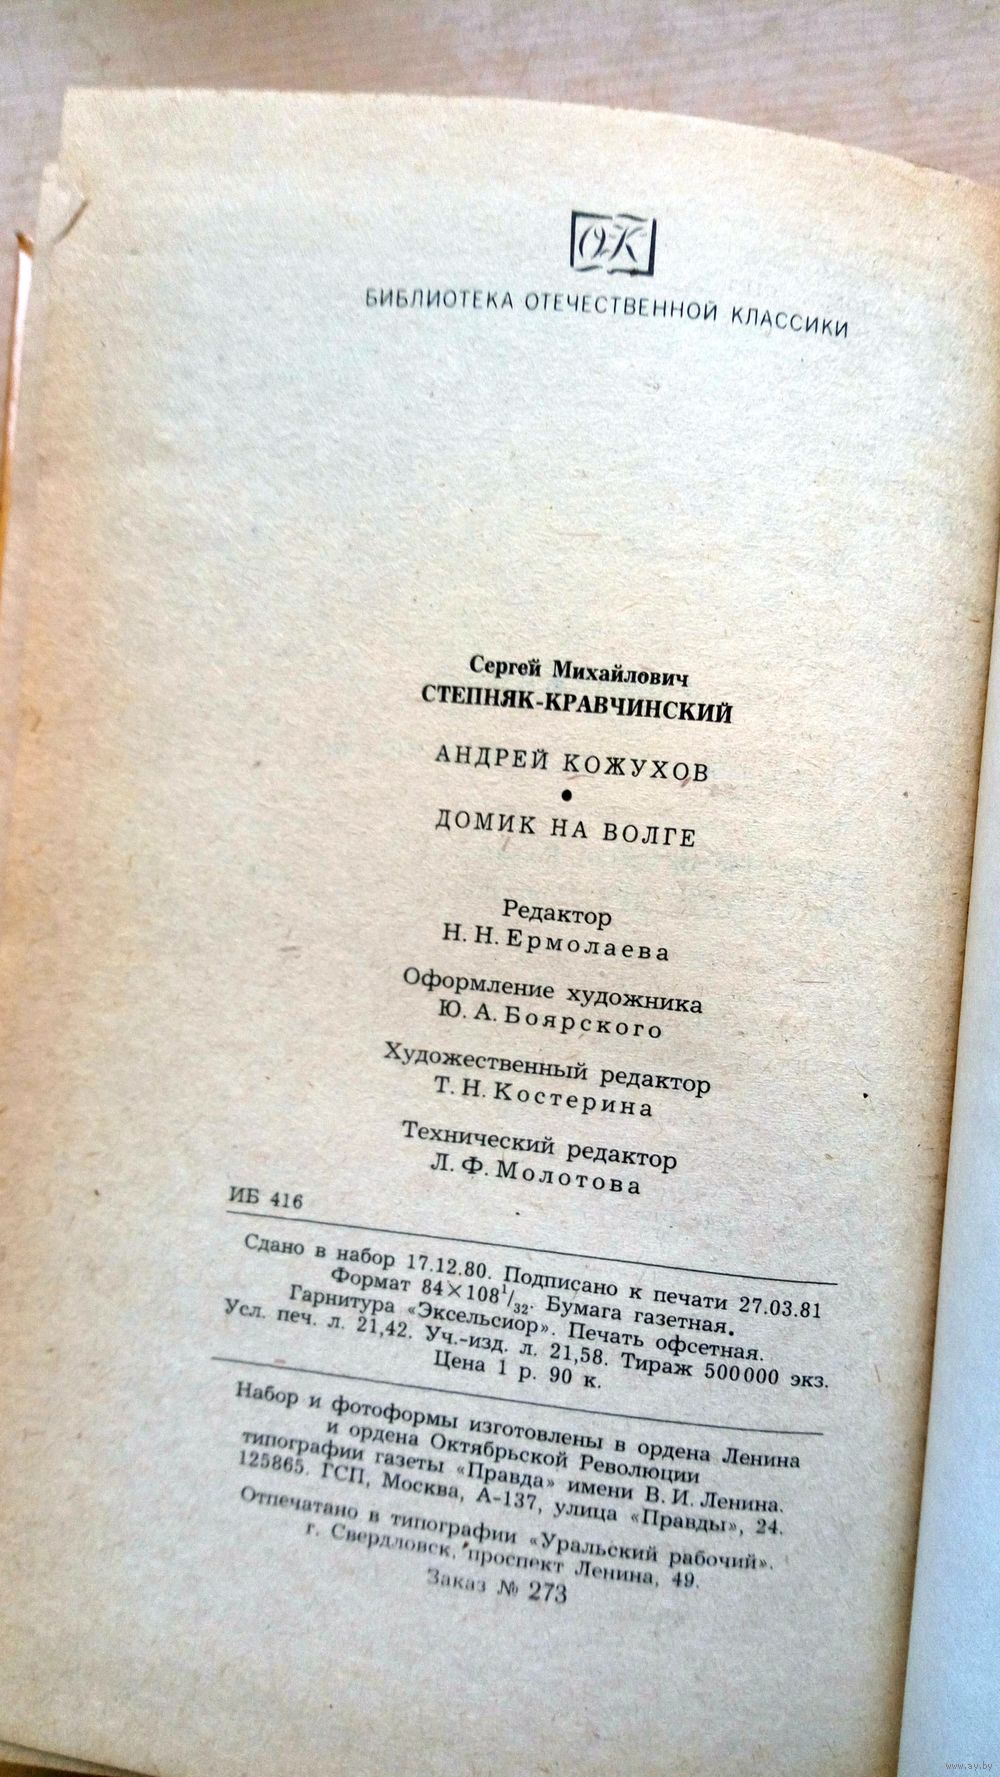 ОК
БИБЛИОТЕКА ОТЕЧЕСТВЕННОЙ КЛАССИКИ
Сергей Михайлович
СТЕПНЯК-КРАВЧИНСКИЙ
АНДРЕЙ КОЖУХОВ
•
ДОМИК НА ВОЛГЕ
Редактор
Н. Н. Ермолаева
Оформление художника
Ю. А. Боярского
Художественный редактор
Т. Н. Костерина
Технический редактор
Л. Ф. Молотова
ИБ 416
Сдано в набор 17.12.80. Подписано к печати 27.03.81
Формат 84×108¹/₃₂. Бумага газетная.
Гарнитура «Эксельсиор». Печать офсетная.
Усл. печ. л. 21,42. Уч.-изд. л. 21,58. Тираж 500 000 экз.
Цена 1 р. 90 к.
Набор и фотоформы изготовлены в ордена Ленина
и ордена Октябрьской Революции
типографии газеты «Правда» имени В. И. Ленина.
125865. ГСП, Москва, А-137, улица «Правды», 24.
Отпечатано в типографии «Уральский рабочий».
г. Свердловск, проспект Ленина, 49.
Заказ № 273
www.ay.by